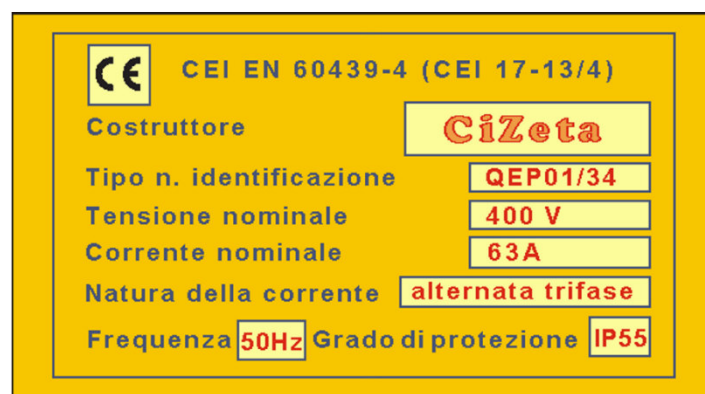 CE CEI EN 60439-4 (CEI 17-13/4)
Costruttore CiZeta
Tipo n. identificazione QEP01/34
Tensione nominale 400 V
Corrente nominale 63A
Natura della corrente alternata trifase
Frequenza 50Hz Grado di protezione IP55